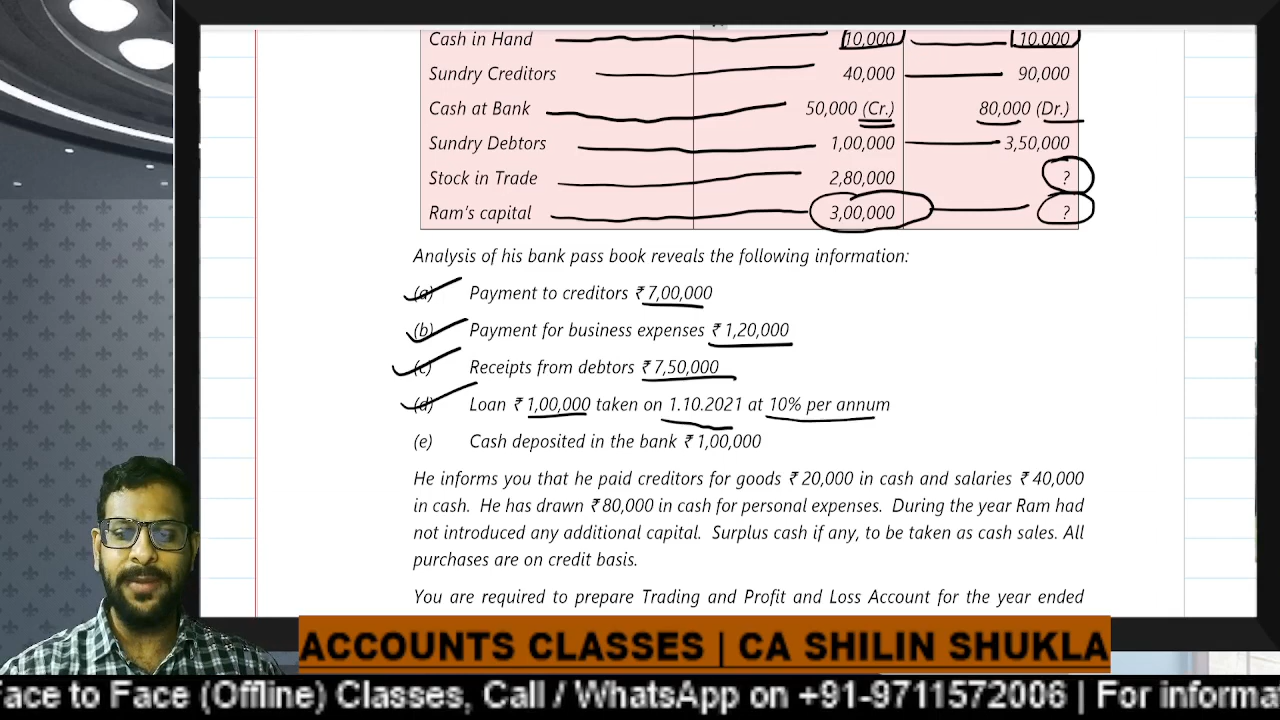 Cash in Hand 10,000 10,000
Sundry Creditors 40,000 90,000
Cash at Bank 50,000 (Cr.) 80,000 (Dr.)
Sundry Debtors 1,00,000 3,50,000
Stock in Trade 2,80,000 ?
Ram's capital 3,00,000 ?
Analysis of his bank pass book reveals the following information:
(a) Payment to creditors ₹ 7,00,000
(b) Payment for business expenses ₹ 1,20,000
(c) Receipts from debtors ₹ 7,50,000
(d) Loan ₹ 1,00,000 taken on 1.10.2021 at 10% per annum
(e) Cash deposited in the bank ₹ 1,00,000
He informs you that he paid creditors for goods ₹ 20,000 in cash and salaries ₹ 40,000
in cash. He has drawn ₹ 80,000 in cash for personal expenses. During the year Ram had
not introduced any additional capital. Surplus cash if any, to be taken as cash sales. All
purchases are on credit basis.
You are required to prepare Trading and Profit and Loss Account for the year ended
ACCOUNTS CLASSES | CA SHILIN SHUKLA
Face to Face (Offline) Classes, Call / WhatsApp on +91-9711572006 | For informa